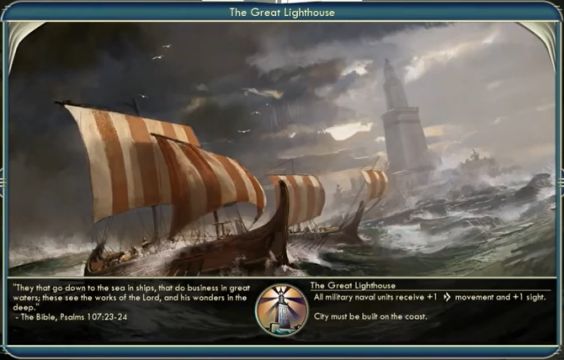 The Great Lighthouse
"They that go down to the sea in ships, that do business in great
waters; these see the works of the Lord, and his wonders in the
deep."
- The Bible, Psalms 107:23-24
The Great Lighthouse
All military naval units receive +1 movement and +1 sight.
City must be built on the coast.